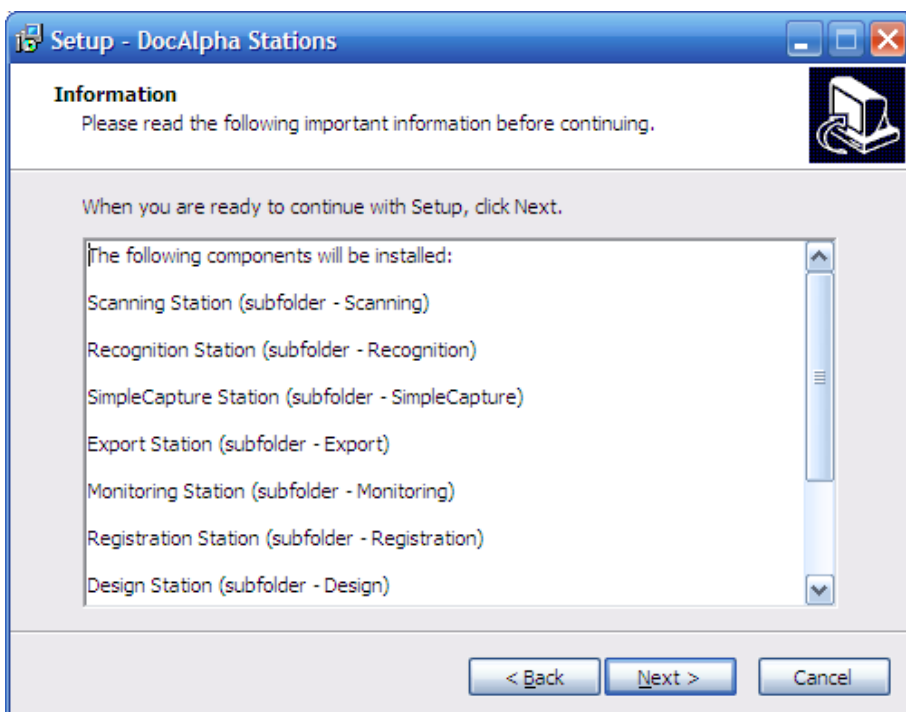 Setup - DocAlpha Stations
Information
Please read the following important information before continuing.
When you are ready to continue with Setup, click Next.
The following components will be installed:
Scanning Station (subfolder - Scanning)
Recognition Station (subfolder - Recognition)
SimpleCapture Station (subfolder - SimpleCapture)
Export Station (subfolder - Export)
Monitoring Station (subfolder - Monitoring)
Registration Station (subfolder - Registration)
Design Station (subfolder - Design)
< Back Next > Cancel